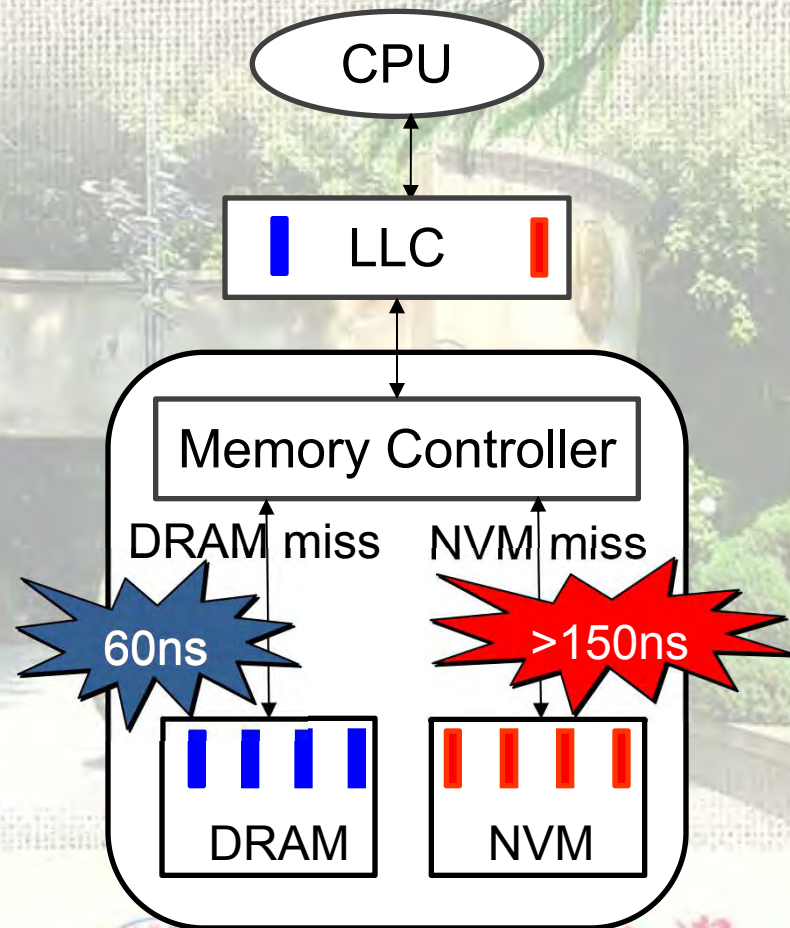 CPU
LLC
Memory Controller
DRAM miss NVM miss
60ns >150ns
DRAM NVM